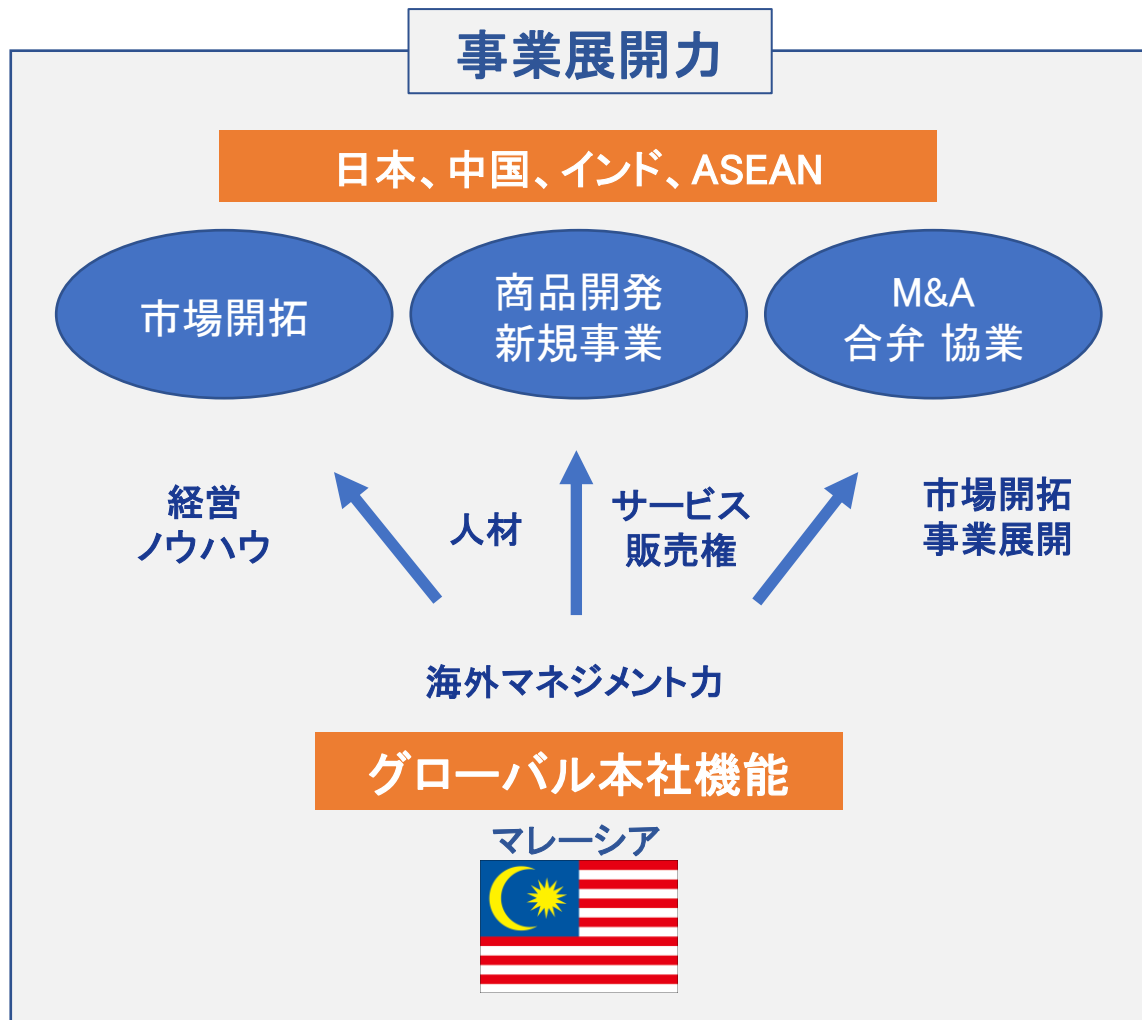 事業展開力
日本、中国、インド、ASEAN
市場開拓
商品開発
新規事業
M&A
合弁 協業
経営
ノウハウ
人材
サービス
販売権
市場開拓
事業展開
海外マネジメント力
グローバル本社機能
マレーシア